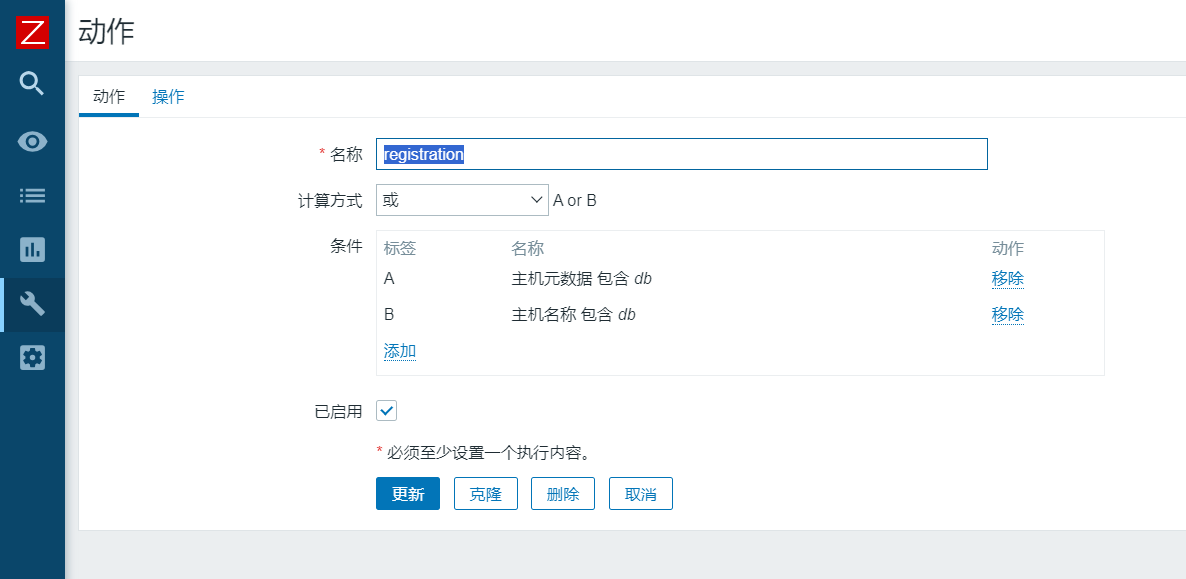 Z
动作
动作 操作
* 名称 registration
计算方式 或 A or B
条件 标签 名称 动作
A 主机元数据 包含 db 移除
B 主机名称 包含 db 移除
添加
已启用
* 必须至少设置一个执行内容。
更新 克隆 删除 取消